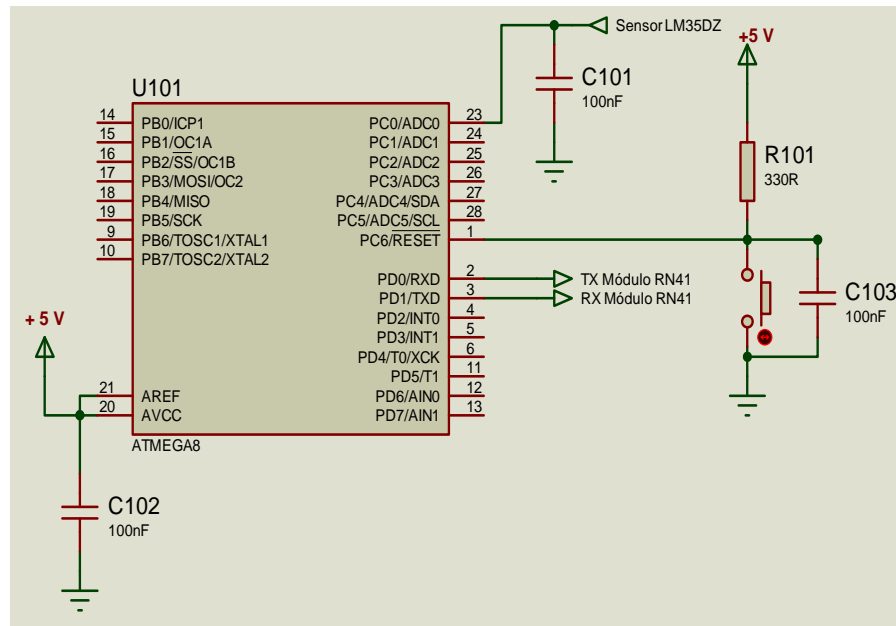 Sensor LM35DZ
+5 V
C101
100nF
U101
14 PB0/ICP1
15 PB1/OC1A
16 PB2/SS/OC1B
17 PB3/MOSI/OC2
18 PB4/MISO
19 PB5/SCK
9 PB6/TOSC1/XTAL1
10 PB7/TOSC2/XTAL2
PC0/ADC0 23
PC1/ADC1 24
PC2/ADC2 25
PC3/ADC3 26
PC4/ADC4/SDA 27
PC5/ADC5/SCL 28
PC6/RESET 1
PD0/RXD 2
PD1/TXD 3
PD2/INT0 4
PD3/INT1 5
PD4/T0/XCK 6
PD5/T1 11
PD6/AIN0 12
PD7/AIN1 13
21 AREF
20 AVCC
ATMEGA8
R101
330R
TX Módulo RN41
RX Módulo RN41
C103
100nF
+ 5 V
C102
100nF